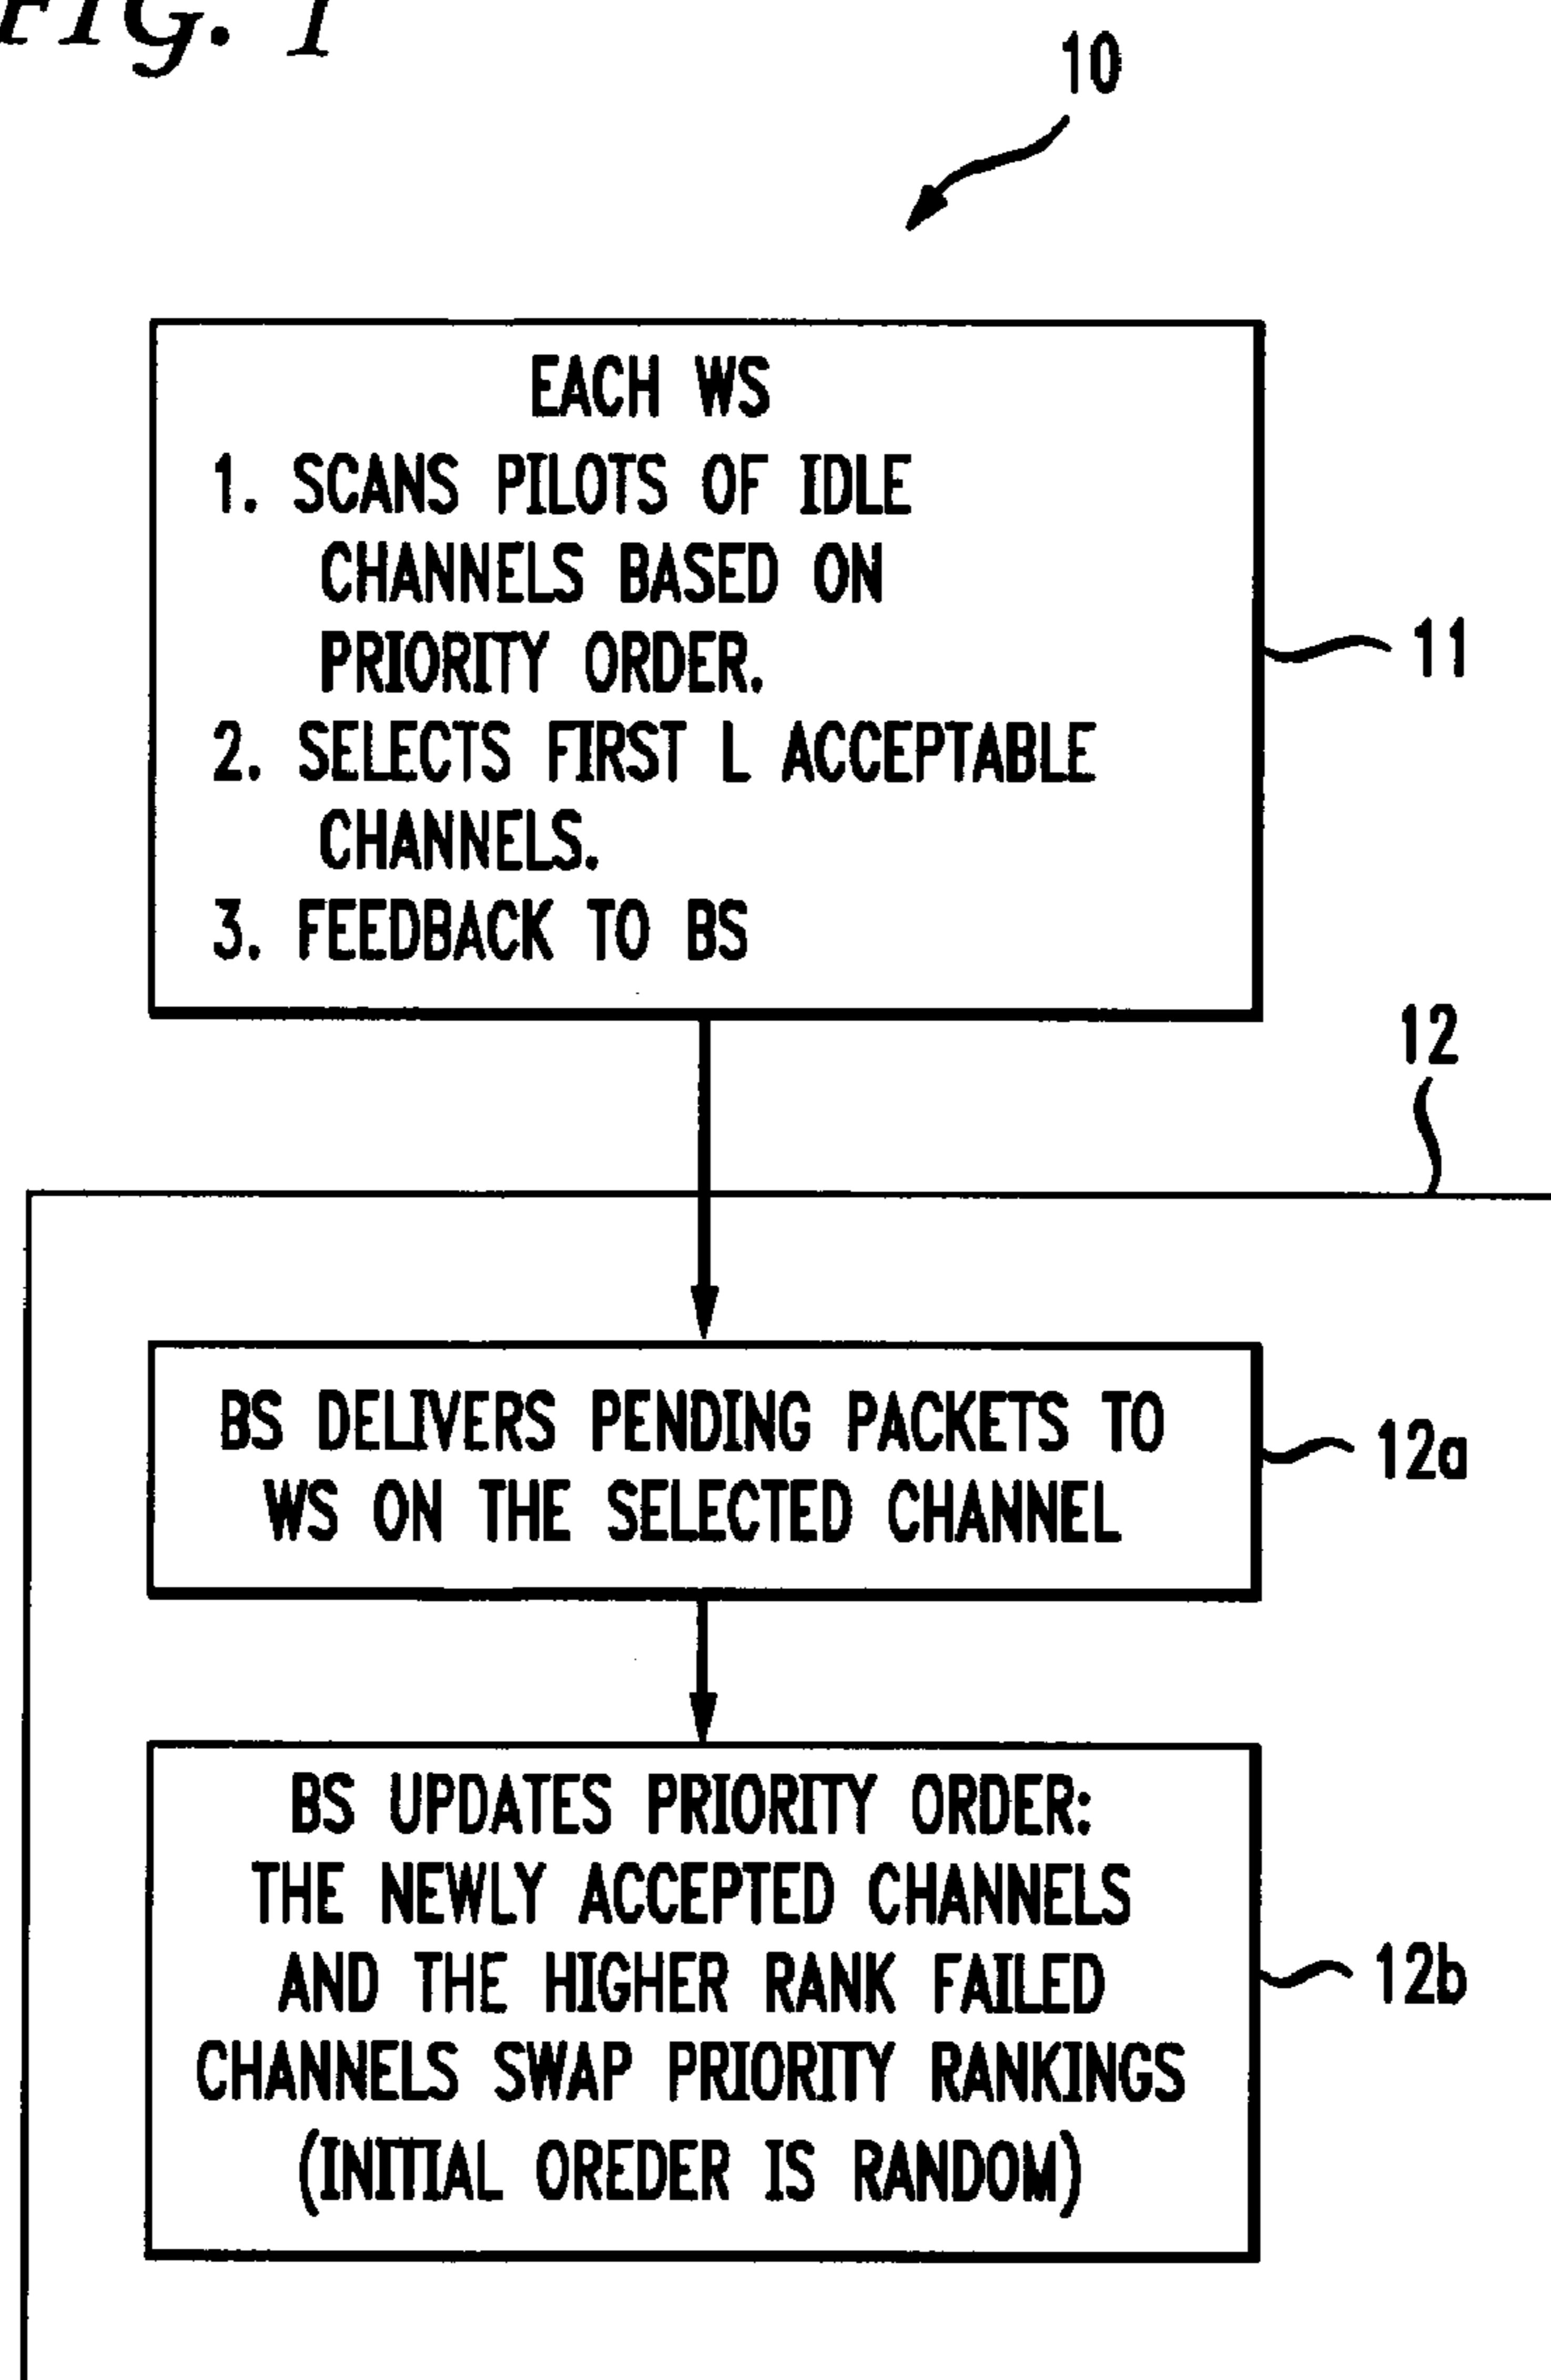 FIG. 1
10
EACH WS
1. SCANS PILOTS OF IDLE
CHANNELS BASED ON
PRIORITY ORDER.
2. SELECTS FIRST L ACCEPTABLE
CHANNELS.
3. FEEDBACK TO BS
11
12
BS DELIVERS PENDING PACKETS TO
WS ON THE SELECTED CHANNEL
12a
BS UPDATES PRIORITY ORDER:
THE NEWLY ACCEPTED CHANNELS
AND THE HIGHER RANK FAILED
CHANNELS SWAP PRIORITY RANKINGS
(INITIAL OREDER IS RANDOM)
12b